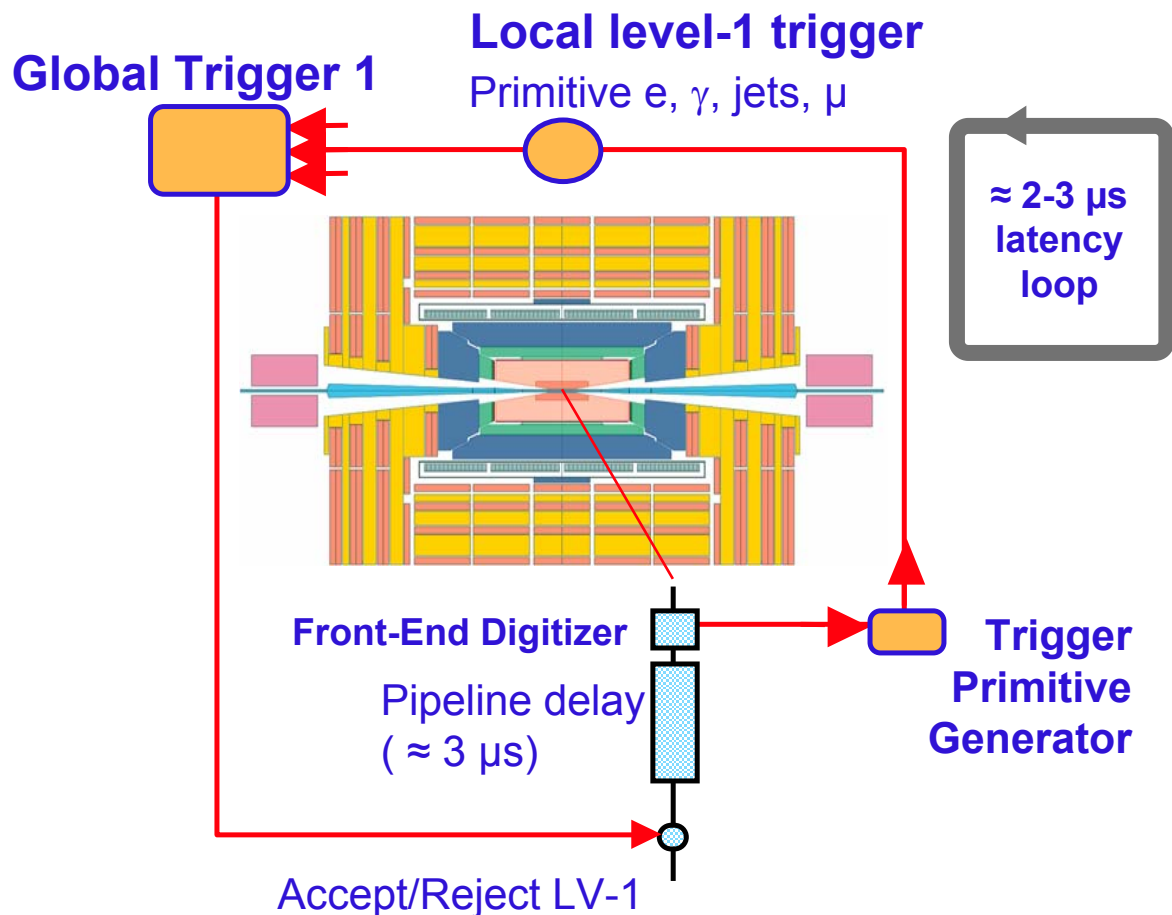 Local level-1 trigger
Global Trigger 1
Primitive e, γ, jets, μ
≈ 2-3 μs
latency
loop
Front-End Digitizer
Trigger
Primitive
Generator
Pipeline delay
( ≈ 3 μs)
Accept/Reject LV-1